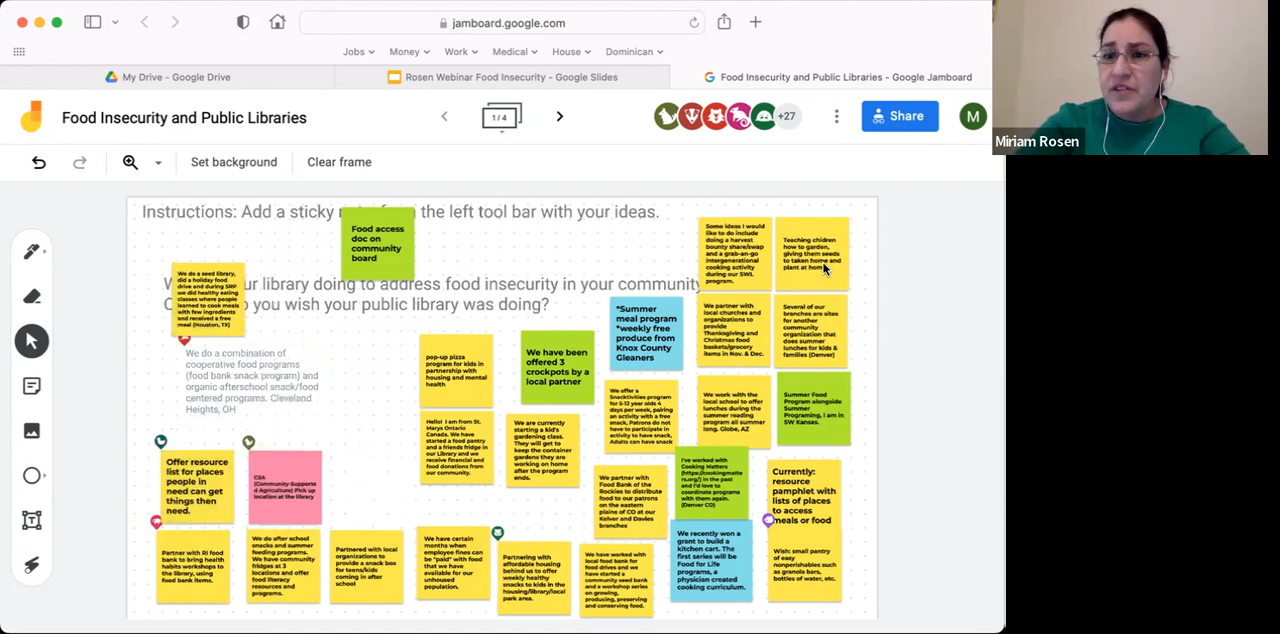 jamboard.google.com
Jobs
Money
Work
Medical
House
Dominican
My Drive - Google Drive
Rosen Webinar Food Insecurity - Google Slides
Food Insecurity and Public Libraries - Google Jamboard
Food Insecurity and Public Libraries
1/4
+27
Share
M
Set background
Clear frame
Miriam Rosen
Instructions: Add a sticky
the left tool bar with your ideas.
Food access
doc on
community
board
ur library doing to address food insecurity in your community
you wish your public library was doing?
We do a seed library,
did a holiday food
drive and during SRP
we did healthy eating
classes where people
learned to cook meals
with few ingredients
and received a free
meal (Houston, TX)
We do a combination of
cooperative food programs
(food bank snack program) and
organic afterschool snack/food
centered programs. Cleveland
Heights, OH
Some ideas I would
like to do include
doing a harvest
bounty share/swap
and a grab-an-go
intergenerational
cooking activity
during our SWL
program.
Teaching chidren
how to garden,
giving them seeds
to taken home and
plant at home
*Summer
meal program
*weekly free
produce from
Knox County
Gleaners
We partner with
local churches and
organizations to
provide
Thanksgiving and
Christmas food
baskets/grocery
items in Nov. & Dec.
Several of our
branches are sites
for another
community
organization that
does summer
lunches for kids &
families (Denver)
pop-up pizza
program for kids in
partnership with
housing and mental
health
We have been
offered 3
crockpots by a
local partner
We offer a
Snacktivities program
for 5-12 year olds 4
days per week, pairing
an activity with a free
snack, Patrons do not
have to participate in
activity to have snack,
Adults can have snack
We work with the
local school to offer
lunches during the
summer reading
program all summer
long. Globe, AZ
Summer Food
Program alongside
Summer
Programing, I am in
SW Kansas.
Hello! I am from St.
Marys Ontario
Canada. We have
started a food pantry
and a friends fridge in
our Library and we
receive financial and
food donations from
our community.
We are currently
starting a kid's
gardening class.
They will get to
keep the container
gardens they are
working on home
after the program
ends.
Offer resource
list for places
people in
need can get
things then
need.
CSA
(Community-Supporte
d Agriculture) Pick up
location at the library
We partner with
Food Bank of the
Rockies to distribute
food to our patrons
on the eastern
plains of CO at our
Kelver and Davies
branches
I've worked with
Cooking Matters
(https://cookingmatte
rs.org/) in the past
and I'd love to
coordinate programs
with them again.
(Denver CO)
Currently:
resource
pamphlet with
lists of places
to access
meals or food
Partner with RI food
bank to bring health
habits workshops to
the library, using
food bank items.
We do after school
snacks and summer
feeding programs.
We have community
fridges at 3
locations and offer
food literacy
resources and
programs.
Partnered with local
organizations to
provide a snack box
for teens/kids
coming in after
school
We have certain
months when
employee fines can
be "paid" with food
that we have
available for our
unhoused
population.
Partnering with
affordable housing
behind us to offer
weekly healthy
snacks to kids in the
housing/library/local
park area.
We have worked with
local food bank for
food drives and we
have started a
community seed bank
and a workshop series
on growing,
producing, preserving
and conserving food.
We recently won a
grant to build a
kitchen cart. The
first series will be
Food for Life
programs, a
physician created
cooking curriculum.
Wish: small pantry
of easy
nonperishables such
as granola bars,
bottles of water, etc.